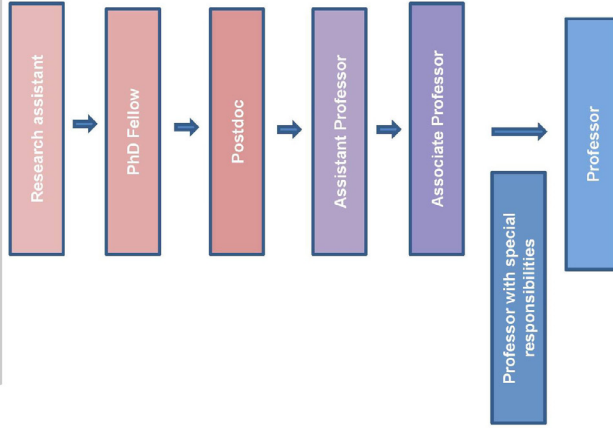 Research assistant
PhD Fellow
Postdoc
Assistant Professor
Associate Professor
Professor with special
responsibilities
Professor